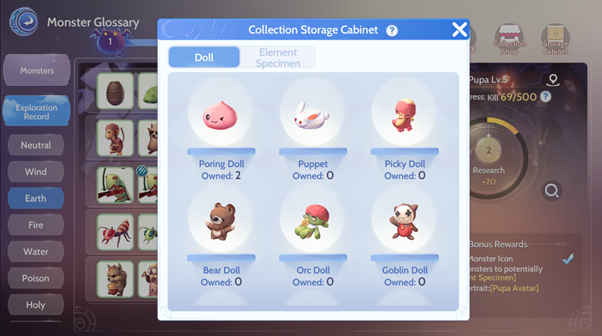 Monster Glossary
1
Collection Storage Cabinet ?
Doll
Element
Specimen
Collection
Shop
Storage
Cabinet
Monsters
Exploration
Record
Neutral
Wind
Earth
Fire
Water
Poison
Holy
Poring Doll
Owned: 2
Puppet
Owned: 0
Picky Doll
Owned: 0
Bear Doll
Owned: 0
Orc Doll
Owned: 0
Goblin Doll
Owned: 0
Pupa Lv.5
ress: Kill 69/500 ?
2
Research
+20
Bonus Rewards
Monster Icon
nsters to potentially
nt Specimen]
ortrait:[Pupa Avatar]